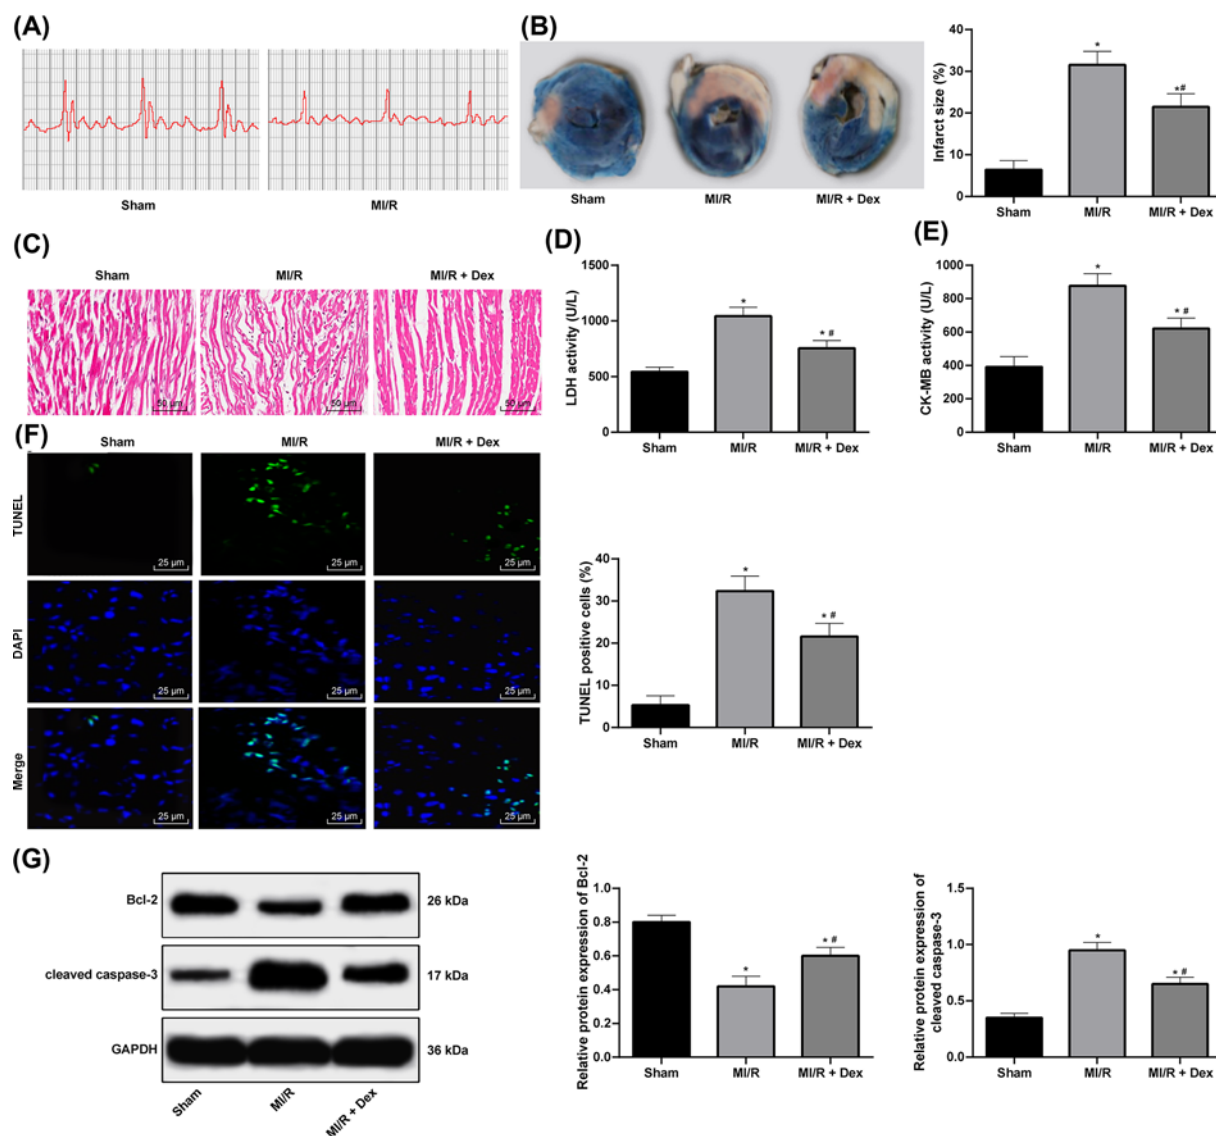 (A)
Sham
MI/R
(B)
Sham
MI/R
MI/R + Dex
Infarct size (%)
40
30
20
10
0
*
*#
Sham
MI/R
MI/R + Dex
(C)
Sham
MI/R
MI/R + Dex
50 µm
50 µm
50 µm
(D)
LDH activity (U/L)
1500
1000
500
0
*
* #
Sham
MI/R
MI/R + Dex
(E)
CK-MB activity (U/L)
1000
800
600
400
200
0
*
* #
Sham
MI/R
MI/R + Dex
(F)
Sham
MI/R
MI/R + Dex
TUNEL
25 µm
25 µm
25 µm
DAPI
25 µm
25 µm
25 µm
Merge
25 µm
25 µm
25 µm
TUNEL positive cells (%)
40
30
20
10
0
*
* #
Sham
MI/R
MI/R + Dex
(G)
Bcl-2
26 kDa
cleaved caspase-3
17 kDa
GAPDH
36 kDa
Sham
MI/R
MI/R + Dex
Relative protein expression of Bcl-2
1.0
0.8
0.6
0.4
0.2
0.0
*
* #
Sham
MI/R
MI/R + Dex
Relative protein expression of
cleaved caspase-3
1.5
1.0
0.5
0.0
*
* #
Sham
MI/R
MI/R + Dex